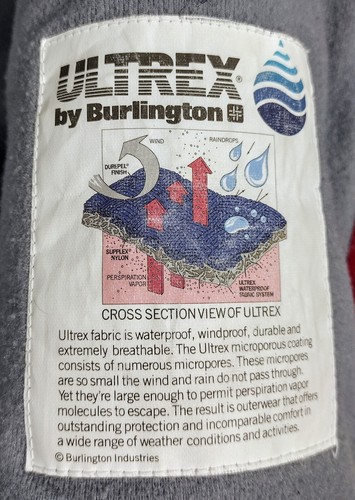 ULTREX®
by Burlington
WIND
RAINDROPS
DUREPEL®
FINISH
SUPPLEX®
NYLON
PERSPIRATION
VAPOR
ULTREX
WATERPROOF
FABRIC SYSTEM
CROSS SECTION VIEW OF ULTREX
Ultrex fabric is waterproof, windproof, durable and
extremely breathable. The Ultrex microporous coating
consists of numerous micropores. These micropores
are so small the wind and rain do not pass through.
Yet they're large enough to permit perspiration vapor
molecules to escape. The result is outerwear that offers
outstanding protection and incomparable comfort in
a wide range of weather conditions and activities.
© Burlington Industries